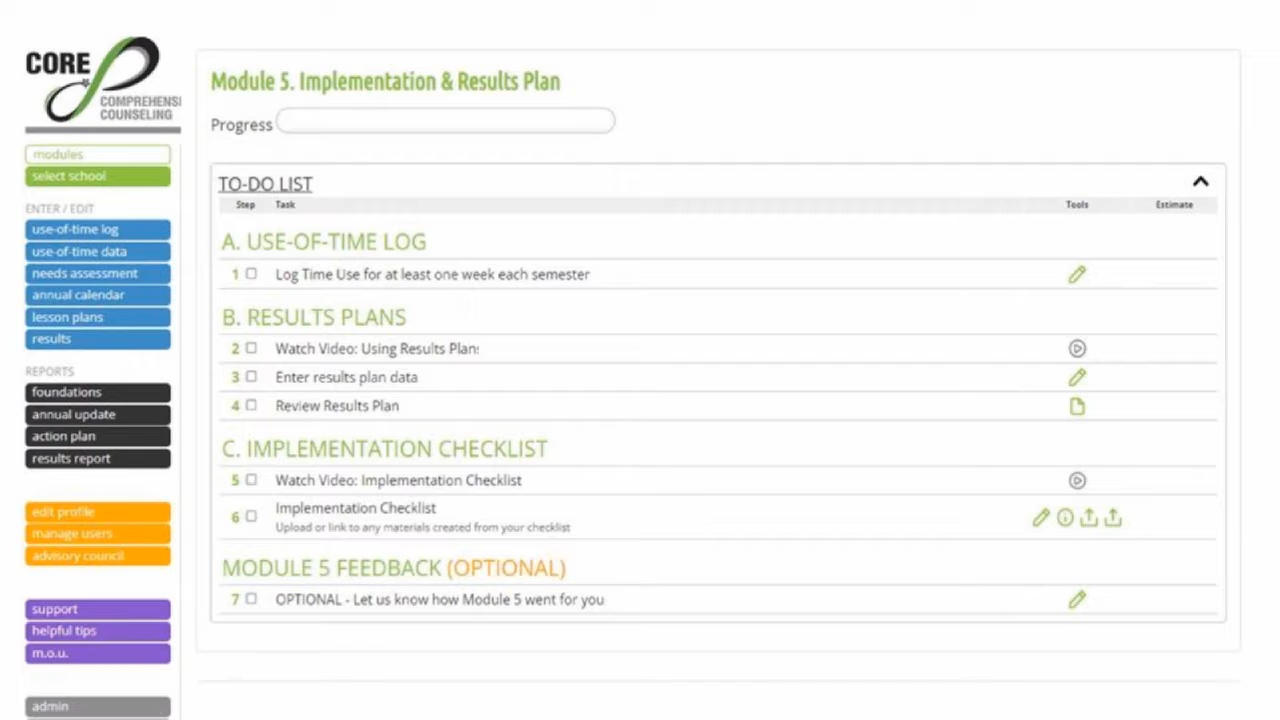 CORE
COMPREHENSI
COUNSELING
modules
select school
ENTER / EDIT
use-of-time log
use-of-time data
needs assessment
annual calendar
lesson plans
results
REPORTS
foundations
annual update
action plan
results report
edit profile
manage users
advisory council
support
helpful tips
m.o.u.
admin
Module 5. Implementation & Results Plan
Progress
TO-DO LIST
Step Task Tools Estimate
A. USE-OF-TIME LOG
1 Log Time Use for at least one week each semester
B. RESULTS PLANS
2 Watch Video: Using Results Plans
3 Enter results plan data
4 Review Results Plan
C. IMPLEMENTATION CHECKLIST
5 Watch Video: Implementation Checklist
6 Implementation Checklist
Upload or link to any materials created from your checklist
MODULE 5 FEEDBACK (OPTIONAL)
7 OPTIONAL - Let us know how Module 5 went for you